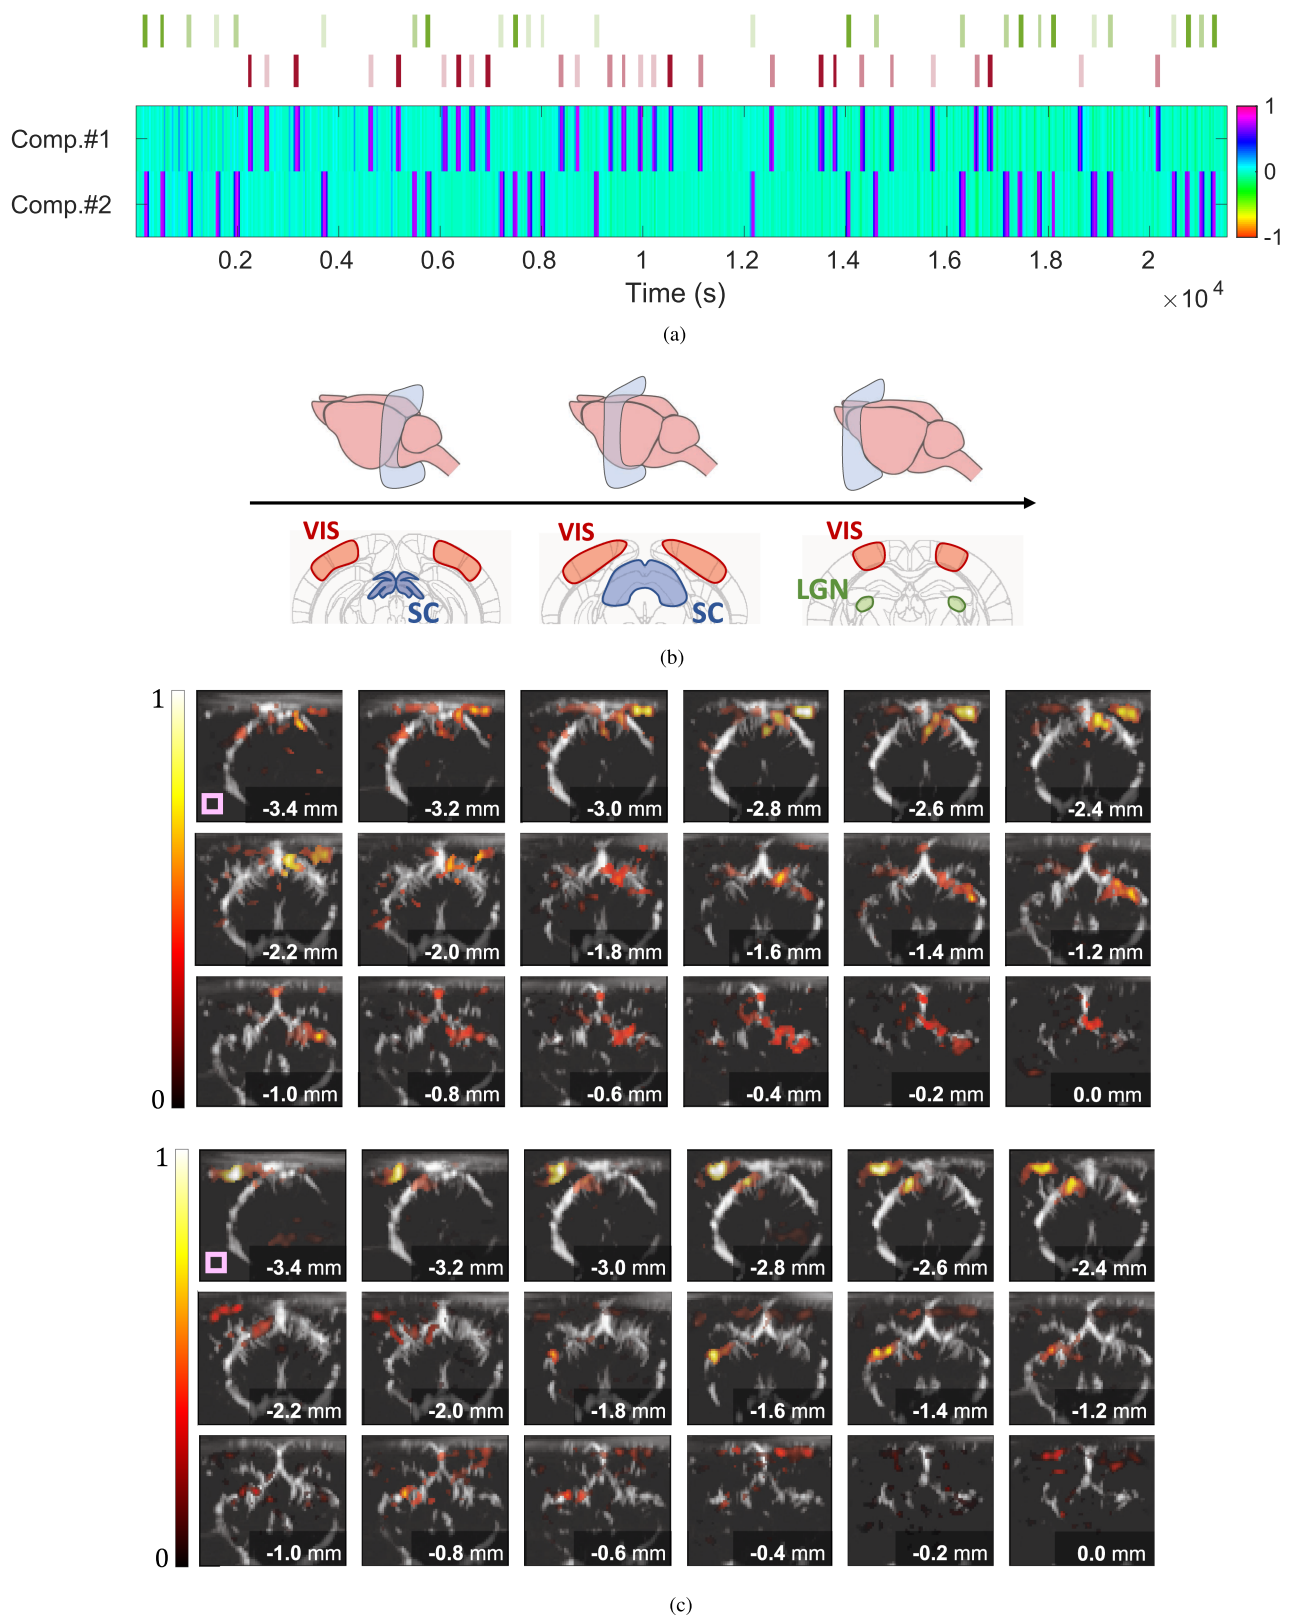 Comp.#1
1
0
-1
Comp.#2
0.2 0.4 0.6 0.8 1 1.2 1.4 1.6 1.8 2
Time (s)
×10 4
(a)
VIS VIS VIS
SC SC LGN
(b)
1
-3.4 mm -3.2 mm -3.0 mm -2.8 mm -2.6 mm -2.4 mm
-2.2 mm -2.0 mm -1.8 mm -1.6 mm -1.4 mm -1.2 mm
-1.0 mm -0.8 mm -0.6 mm -0.4 mm -0.2 mm 0.0 mm
0
1
-3.4 mm -3.2 mm -3.0 mm -2.8 mm -2.6 mm -2.4 mm
-2.2 mm -2.0 mm -1.8 mm -1.6 mm -1.4 mm -1.2 mm
-1.0 mm -0.8 mm -0.6 mm -0.4 mm -0.2 mm 0.0 mm
0
(c)